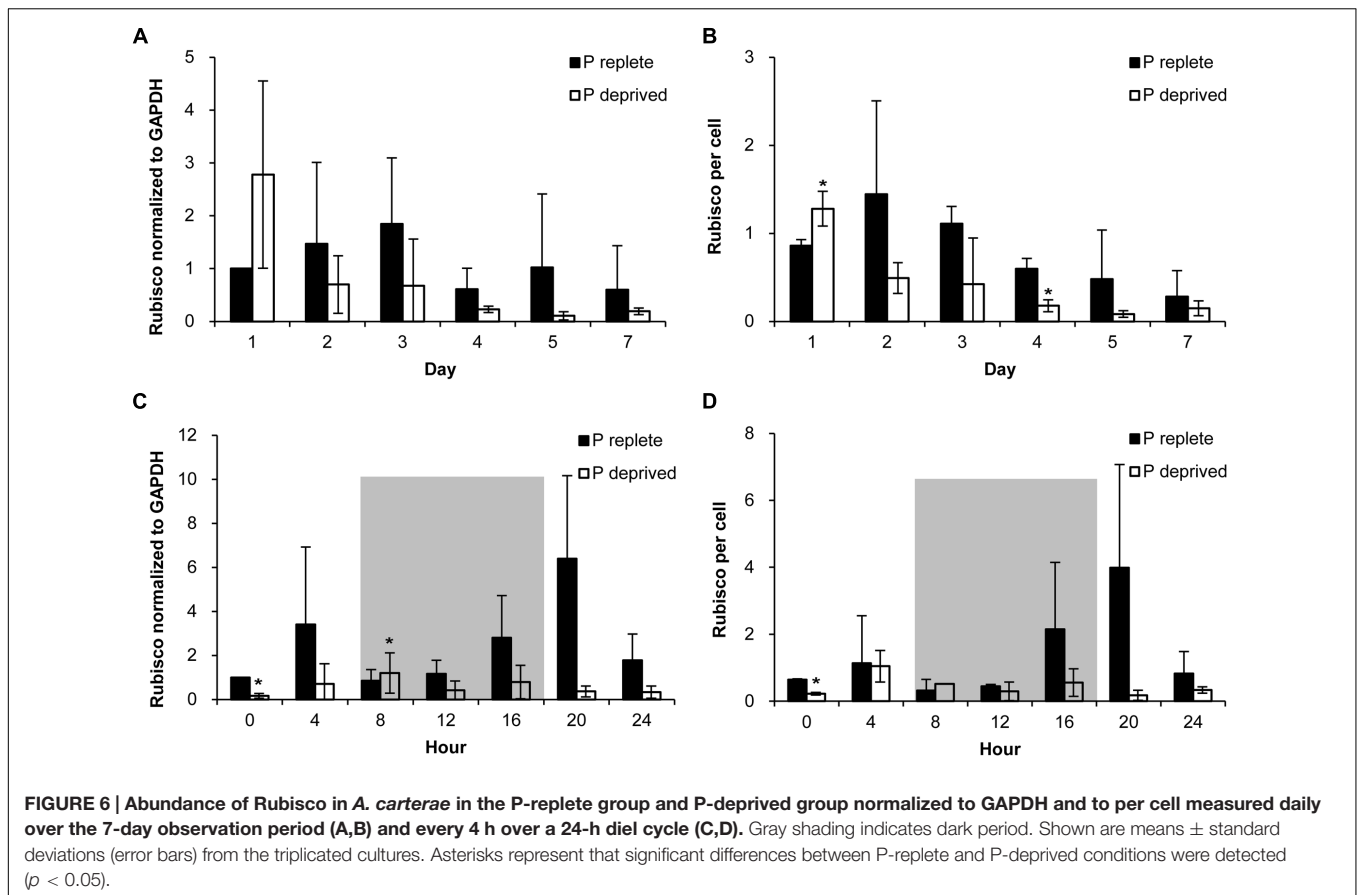 A
Rubisco normalized to GAPDH
5
4
3
2
1
0
P replete
P deprived
1 2 3 4 5 7
Day
B
Rubisco per cell
3
2
1
0
P replete
P deprived
*
*
1 2 3 4 5 7
Day
C
Rubisco normalized to GAPDH
12
10
8
6
4
2
0
P replete
P deprived
*
*
0 4 8 12 16 20 24
Hour
D
Rubisco per cell
8
6
4
2
0
P replete
P deprived
*
0 4 8 12 16 20 24
Hour
FIGURE 6 | Abundance of Rubisco in A. carterae in the P-replete group and P-deprived group normalized to GAPDH and to per cell measured daily
over the 7-day observation period (A,B) and every 4 h over a 24-h diel cycle (C,D). Gray shading indicates dark period. Shown are means ± standard
deviations (error bars) from the triplicated cultures. Asterisks represent that significant differences between P-replete and P-deprived conditions were detected
(p < 0.05).